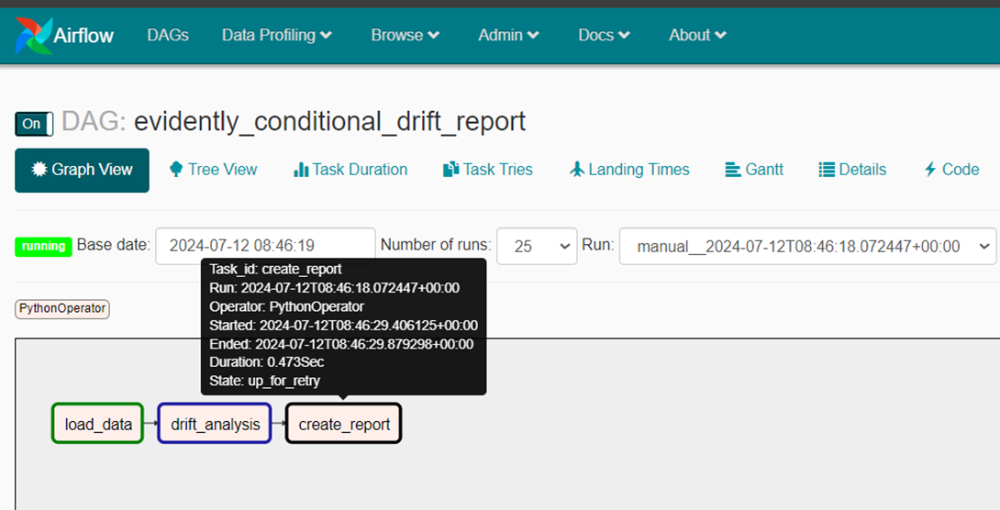 Airflow DAGs Data Profiling Browse Admin Docs About
On DAG: evidently_conditional_drift_report
Graph View Tree View Task Duration Task Tries Landing Times Gantt Details Code
running Base date: 2024-07-12 08:46:19 Number of runs: 25 Run: manual__2024-07-12T08:46:18.072447+00:00
Task_id: create_report
Run: 2024-07-12T08:46:18.072447+00:00
Operator: PythonOperator
Started: 2024-07-12T08:46:29.406125+00:00
Ended: 2024-07-12T08:46:29.879298+00:00
Duration: 0.473Sec
State: up_for_retry
PythonOperator
load_data drift_analysis create_report